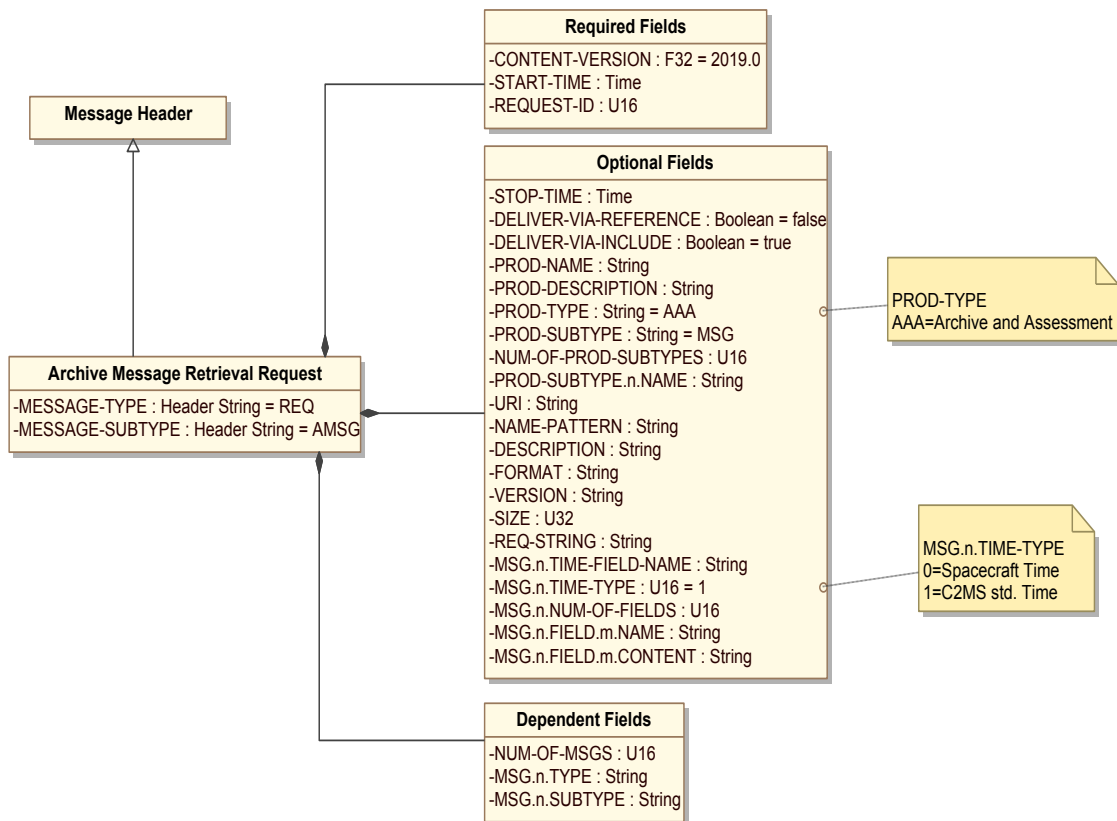 Required Fields
-CONTENT-VERSION : F32 = 2019.0
-START-TIME : Time
-REQUEST-ID : U16
Message Header
Optional Fields
-STOP-TIME : Time
-DELIVER-VIA-REFERENCE : Boolean = false
-DELIVER-VIA-INCLUDE : Boolean = true
-PROD-NAME : String
-PROD-DESCRIPTION : String
-PROD-TYPE : String = AAA
-PROD-SUBTYPE : String = MSG
-NUM-OF-PROD-SUBTYPES : U16
-PROD-SUBTYPE.n.NAME : String
-URI : String
-NAME-PATTERN : String
-DESCRIPTION : String
-FORMAT : String
-VERSION : String
-SIZE : U32
-REQ-STRING : String
-MSG.n.TIME-FIELD-NAME : String
-MSG.n.TIME-TYPE : U16 = 1
-MSG.n.NUM-OF-FIELDS : U16
-MSG.n.FIELD.m.NAME : String
-MSG.n.FIELD.m.CONTENT : String
PROD-TYPE
AAA=Archive and Assessment
Archive Message Retrieval Request
-MESSAGE-TYPE : Header String = REQ
-MESSAGE-SUBTYPE : Header String = AMSG
MSG.n.TIME-TYPE
0=Spacecraft Time
1=C2MS std. Time
Dependent Fields
-NUM-OF-MSGS : U16
-MSG.n.TYPE : String
-MSG.n.SUBTYPE : String